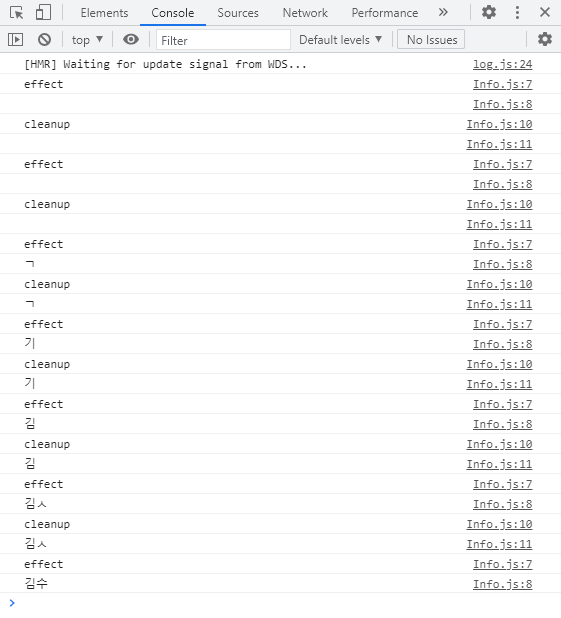 Elements Console Sources Network Performance »
top ▼ Filter Default levels ▼ No Issues
[HMR] Waiting for update signal from WDS... log.js:24
effect Info.js:7
Info.js:8
cleanup Info.js:10
Info.js:11
effect Info.js:7
Info.js:8
cleanup Info.js:10
Info.js:11
effect Info.js:7
ㄱ Info.js:8
cleanup Info.js:10
ㄱ Info.js:11
effect Info.js:7
기 Info.js:8
cleanup Info.js:10
기 Info.js:11
effect Info.js:7
김 Info.js:8
cleanup Info.js:10
김 Info.js:11
effect Info.js:7
김ㅅ Info.js:8
cleanup Info.js:10
김ㅅ Info.js:11
effect Info.js:7
김수 Info.js:8